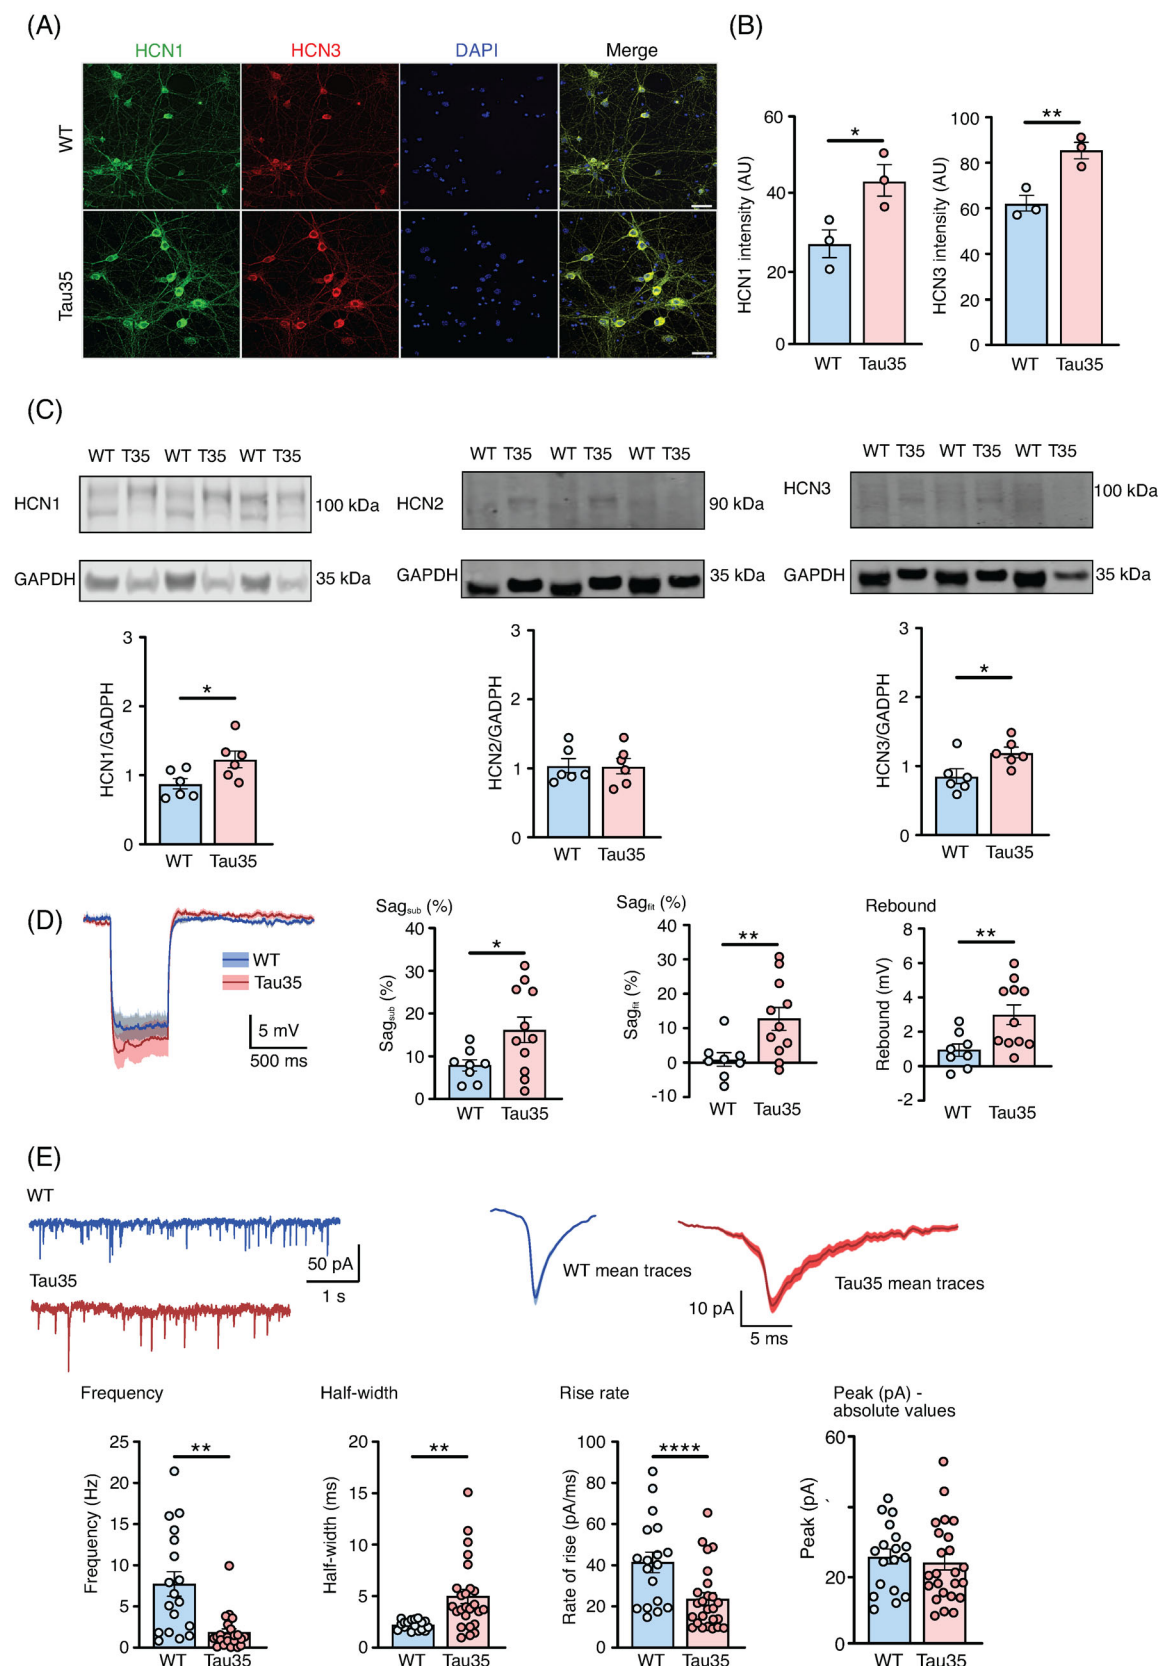 (A)
HCN1 HCN3 DAPI Merge
WT
Tau35
(B)
HCN1 intensity (AU)
60
40
20
0
*
WT Tau35
HCN3 intensity (AU)
100
80
60
40
20
0
**
WT Tau35
(C)
WT T35 WT T35 WT T35
HCN1
100 kDa
GAPDH
35 kDa
WT T35 WT T35 WT T35
HCN2
90 kDa
GAPDH
35 kDa
WT T35 WT T35 WT T35
HCN3
100 kDa
GAPDH
35 kDa
HCN1/GADPH
3
2
1
0
*
WT Tau35
HCN2/GADPH
3
2
1
0
WT Tau35
HCN3/GADPH
3
2
1
0
*
WT Tau35
(D)
WT
Tau35
5 mV
500 ms
Sagsub (%)
Sagsub (%)
40
30
20
10
0
*
WT Tau35
Sagfit (%)
Sagfit (%)
40
30
20
10
0
-10
**
WT Tau35
Rebound
Rebound (mV)
8
6
4
2
0
-2
**
WT Tau35
(E)
WT
50 pA
1 s
Tau35
WT mean traces
Tau35 mean traces
10 pA
5 ms
Frequency
Frequency (Hz)
25
20
15
10
5
0
**
WT Tau35
Half-width
Half-width (ms)
20
15
10
5
0
**
WT Tau35
Rise rate
Rate of rise (pA/ms)
100
80
60
40
20
0
****
WT Tau35
Peak (pA) -
absolute values
Peak (pA)
60
40
20
0
WT Tau35